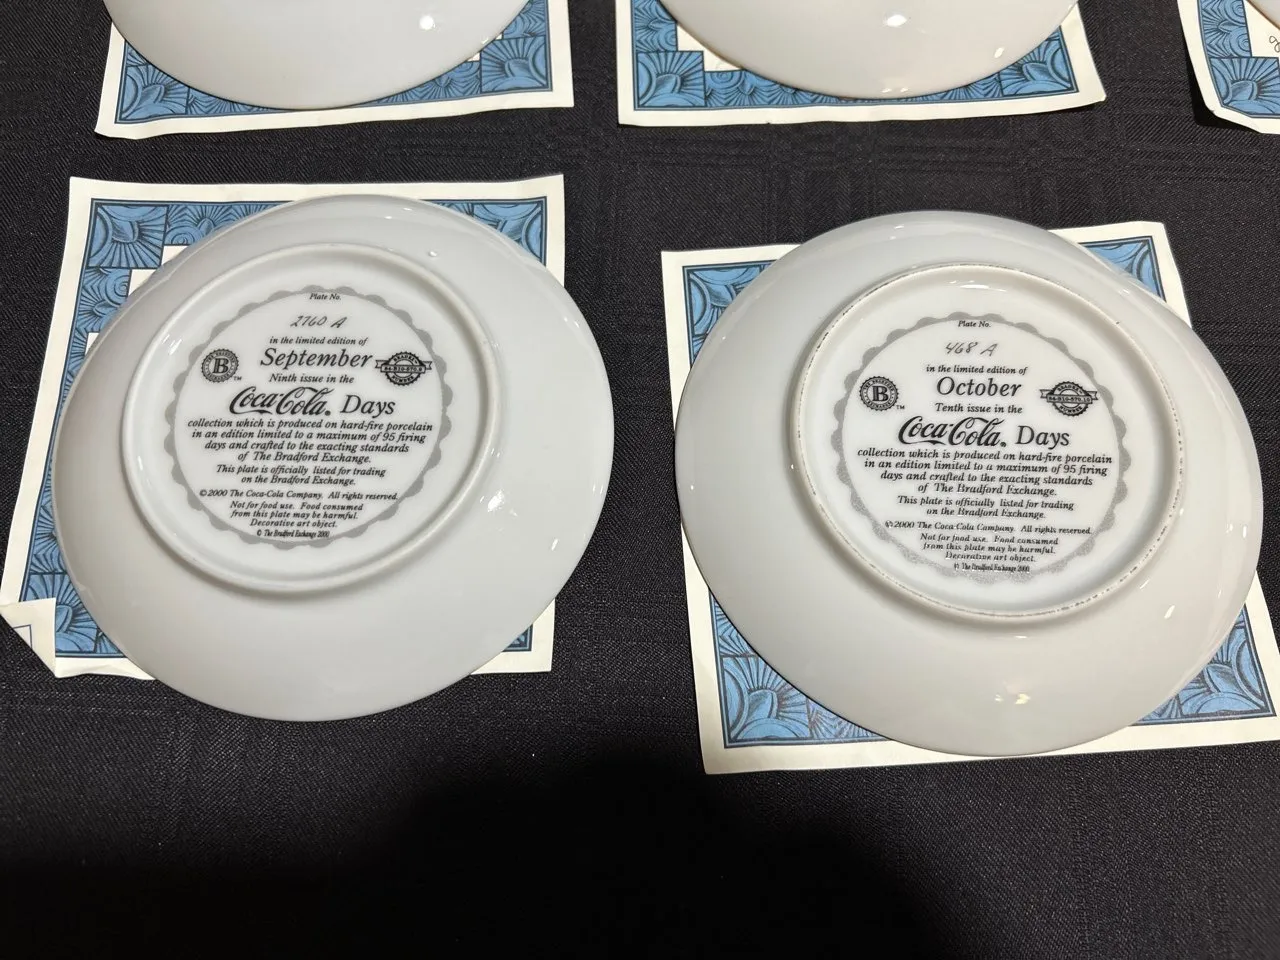 Plate No.
2760 A
in the limited edition of
September
Ninth issue in the
Coca-Cola® Days
collection which is produced on hard-fire porcelain
in an edition limited to a maximum of 95 firing
days and crafted to the exacting standards
of The Bradford Exchange.
This plate is officially listed for trading
on the Bradford Exchange.
©2000 The Coca-Cola Company. All rights reserved.
Not for food use. Food consumed
from this plate may be harmful.
Decorative art object.
© The Bradford Exchange 2000
B
TM
Plate No.
468 A
in the limited edition of
October
Tenth issue in the
Coca-Cola® Days
collection which is produced on hard-fire porcelain
in an edition limited to a maximum of 95 firing
days and crafted to the exacting standards
of The Bradford Exchange.
This plate is officially listed for trading
on the Bradford Exchange.
©2000 The Coca-Cola Company. All rights reserved.
Not for food use. Food consumed
from this plate may be harmful.
Decorative art object.
© The Bradford Exchange 2000
B
TM